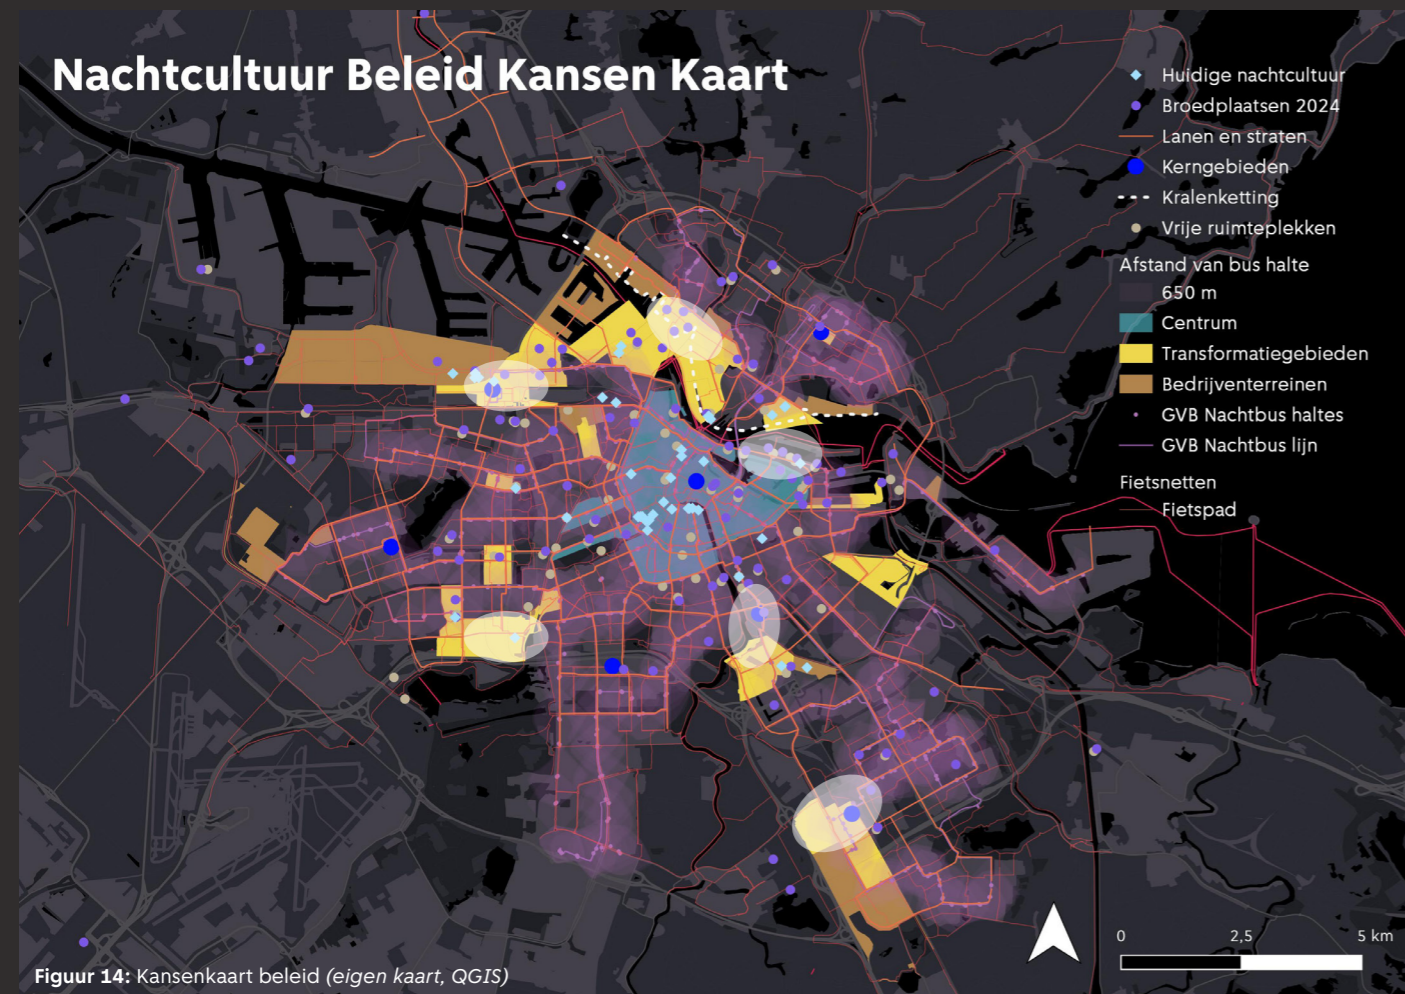 Nachtcultuur Beleid Kansen Kaart
Huidige nachtcultuur
Broedplaatsen 2024
Lanen en straten
Kerngebieden
Kralenketting
Vrije ruimteplekken
Afstand van bus halte
650 m
Centrum
Transformatiegebieden
Bedrijventerreinen
GVB Nachtbus haltes
GVB Nachtbus lijn
Fietsnetten
Fietspad
0 2,5 5 km
Figuur 14: Kansenkaart beleid (eigen kaart, QGIS)